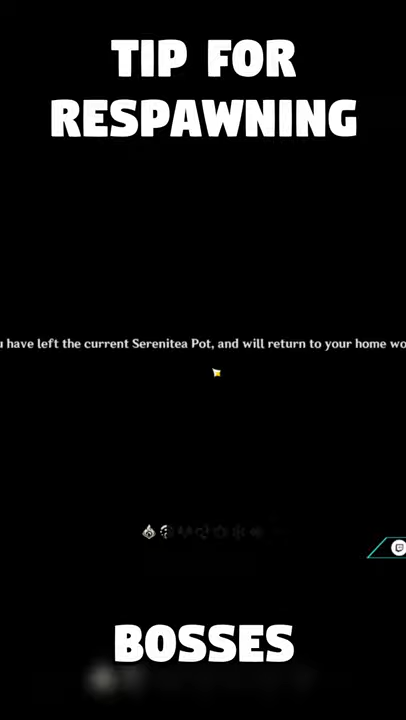 TIP FOR
RESPAWNING
u have left the current Serenitea Pot, and will return to your home wo
BOSSES